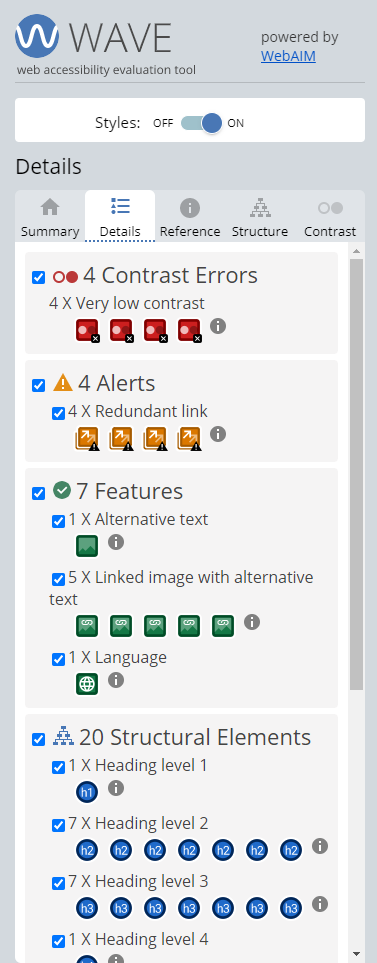 WAVE
web accessibility evaluation tool
powered by
WebAIM
Styles: OFF ON
Details
Summary Details Reference Structure Contrast
4 Contrast Errors
4 X Very low contrast
4 Alerts
4 X Redundant link
7 Features
1 X Alternative text
5 X Linked image with alternative
text
1 X Language
20 Structural Elements
1 X Heading level 1
h1
7 X Heading level 2
h2 h2 h2 h2 h2 h2 h2
7 X Heading level 3
h3 h3 h3 h3 h3 h3 h3
1 X Heading level 4